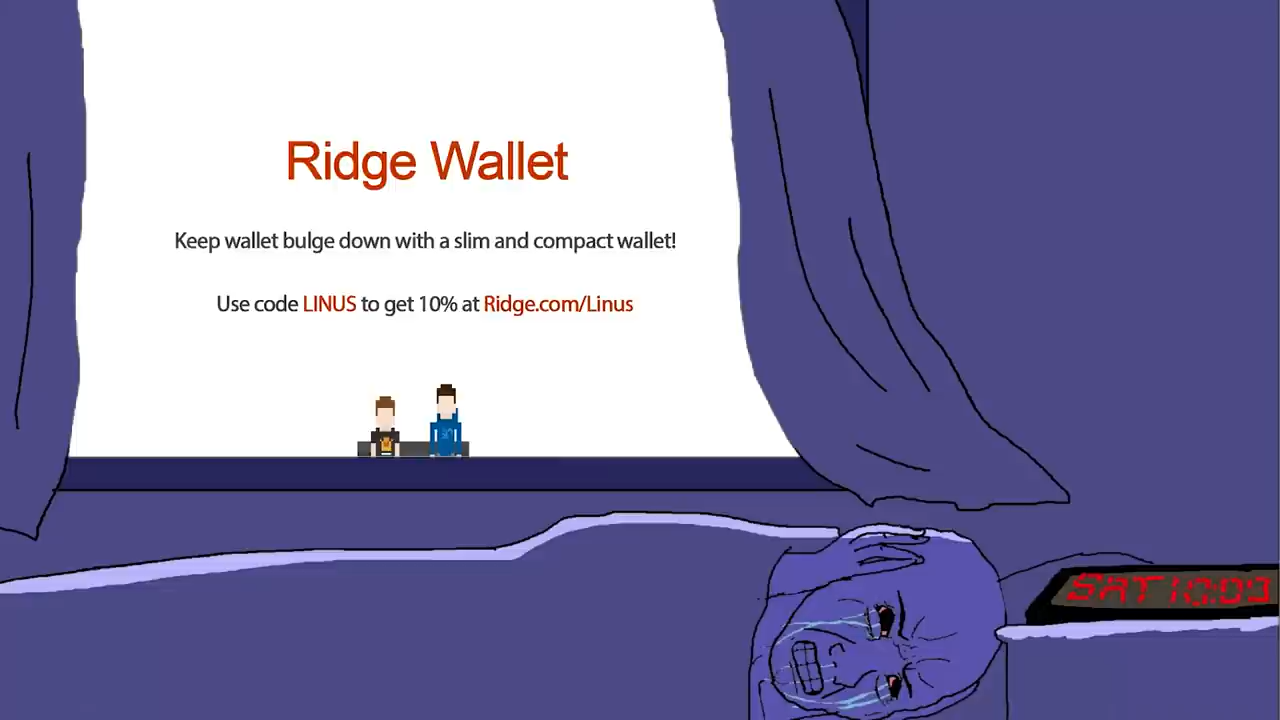 Ridge Wallet
Keep wallet bulge down with a slim and compact wallet!
Use code LINUS to get 10% at Ridge.com/Linus
SAT 10:03